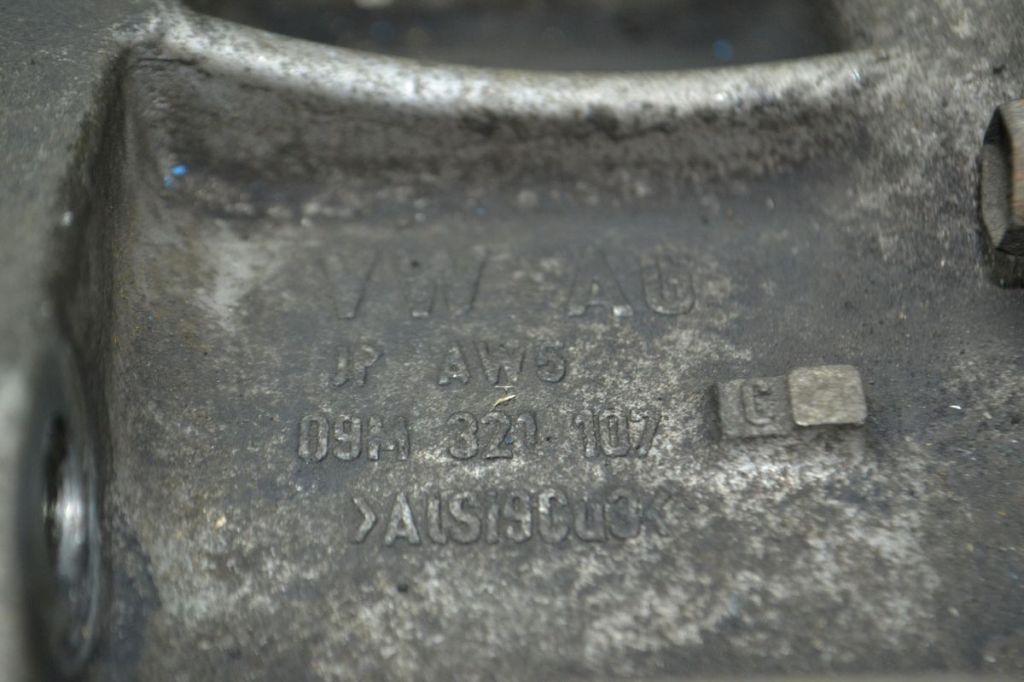 VW AG
JP AW5
09M 321 107
C
>AlSi9Cu3<